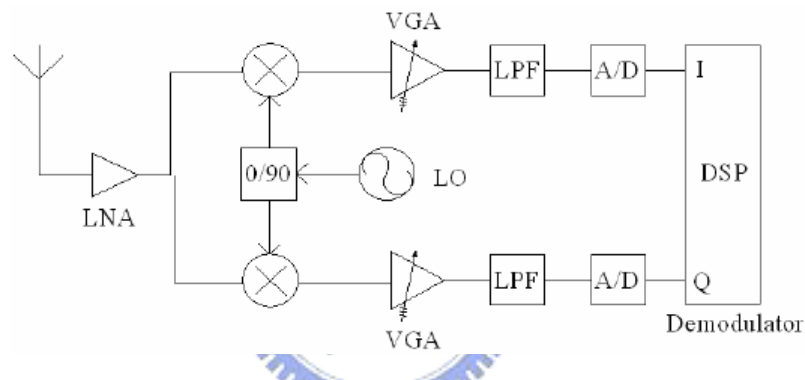 VGA
LPF
A/D
I
0/90
LO
DSP
LNA
LPF
A/D
Q
VGA
Demodulator